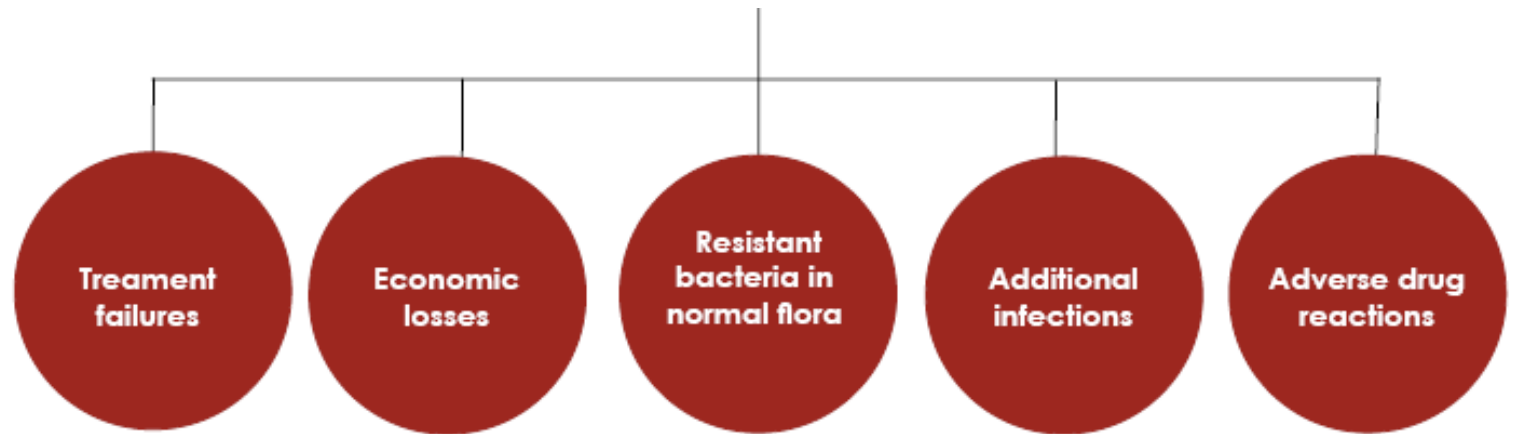 Treament
failures
Economic
losses
Resistant
bacteria in
normal flora
Additional
infections
Adverse drug
reactions